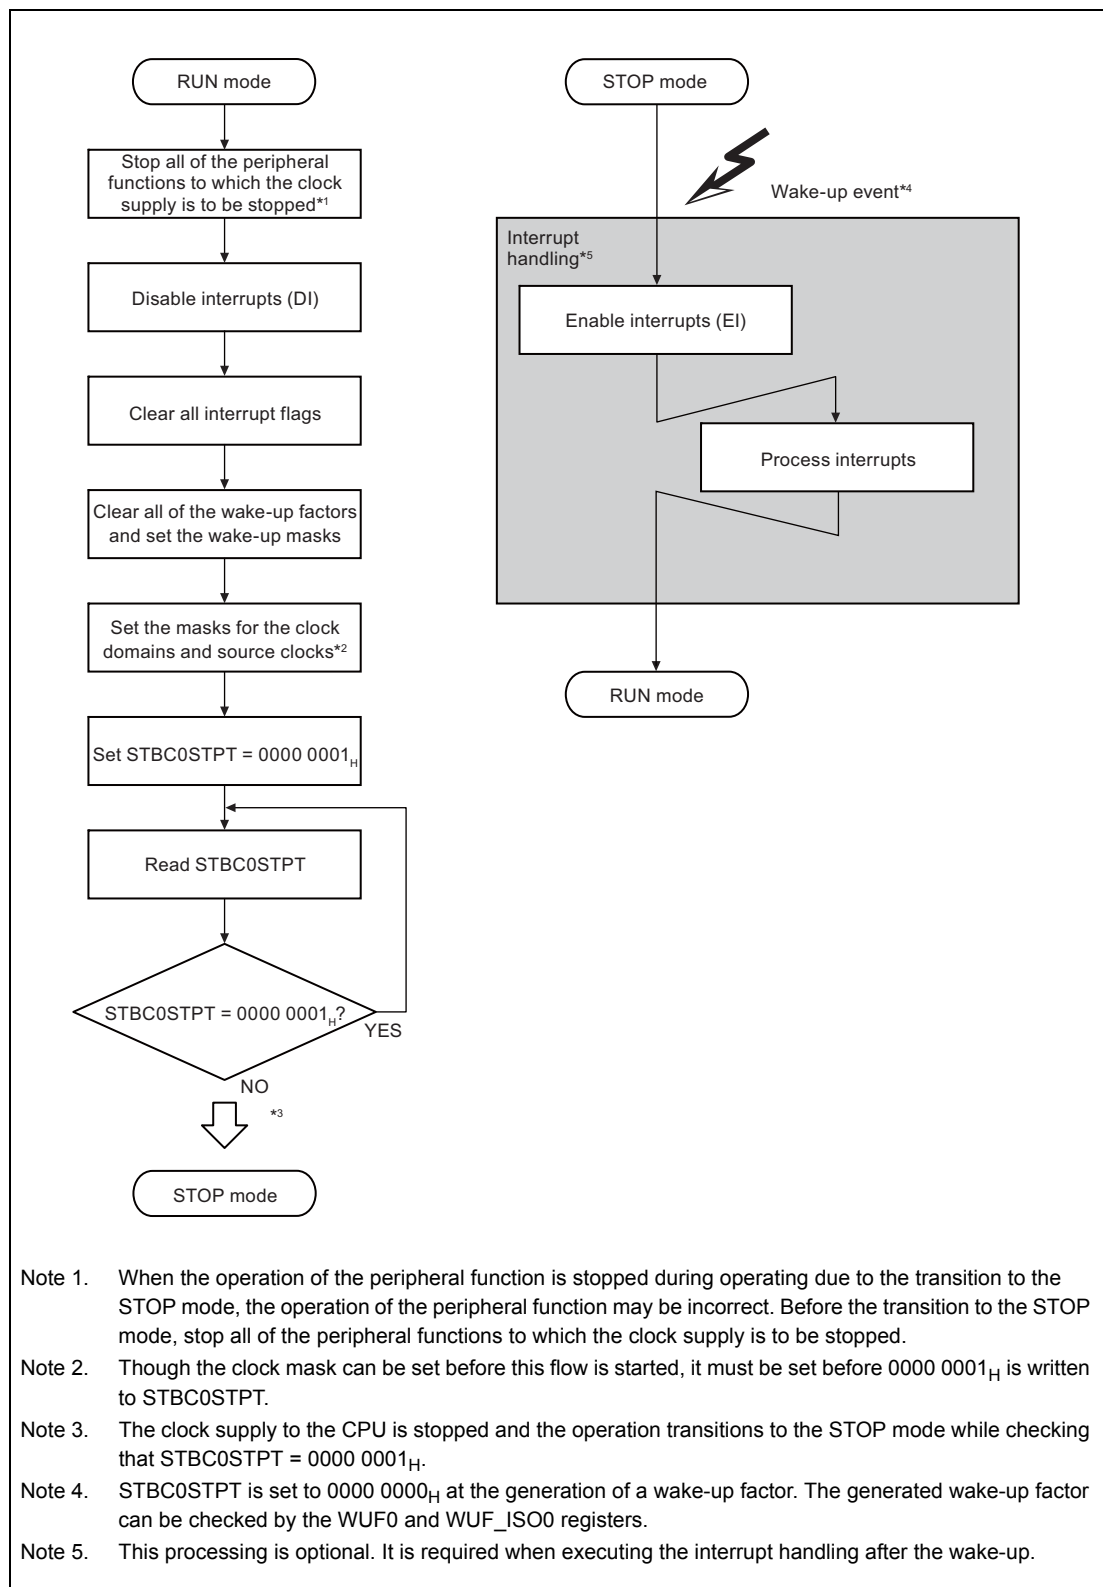 RUN mode
Stop all of the peripheral
functions to which the clock
supply is to be stopped*1
Disable interrupts (DI)
Clear all interrupt flags
Clear all of the wake-up factors
and set the wake-up masks
Set the masks for the clock
domains and source clocks*2
Set STBC0STPT = 0000 0001H
Read STBC0STPT
STBC0STPT = 0000 0001H?
YES
NO
*3
STOP mode
STOP mode
Wake-up event*4
Interrupt
handling*5
Enable interrupts (EI)
Process interrupts
RUN mode
Note 1. When the operation of the peripheral function is stopped during operating due to the transition to the
STOP mode, the operation of the peripheral function may be incorrect. Before the transition to the STOP
mode, stop all of the peripheral functions to which the clock supply is to be stopped.
Note 2. Though the clock mask can be set before this flow is started, it must be set before 0000 0001H is written
to STBC0STPT.
Note 3. The clock supply to the CPU is stopped and the operation transitions to the STOP mode while checking
that STBC0STPT = 0000 0001H.
Note 4. STBC0STPT is set to 0000 0000H at the generation of a wake-up factor. The generated wake-up factor
can be checked by the WUF0 and WUF_ISO0 registers.
Note 5. This processing is optional. It is required when executing the interrupt handling after the wake-up.